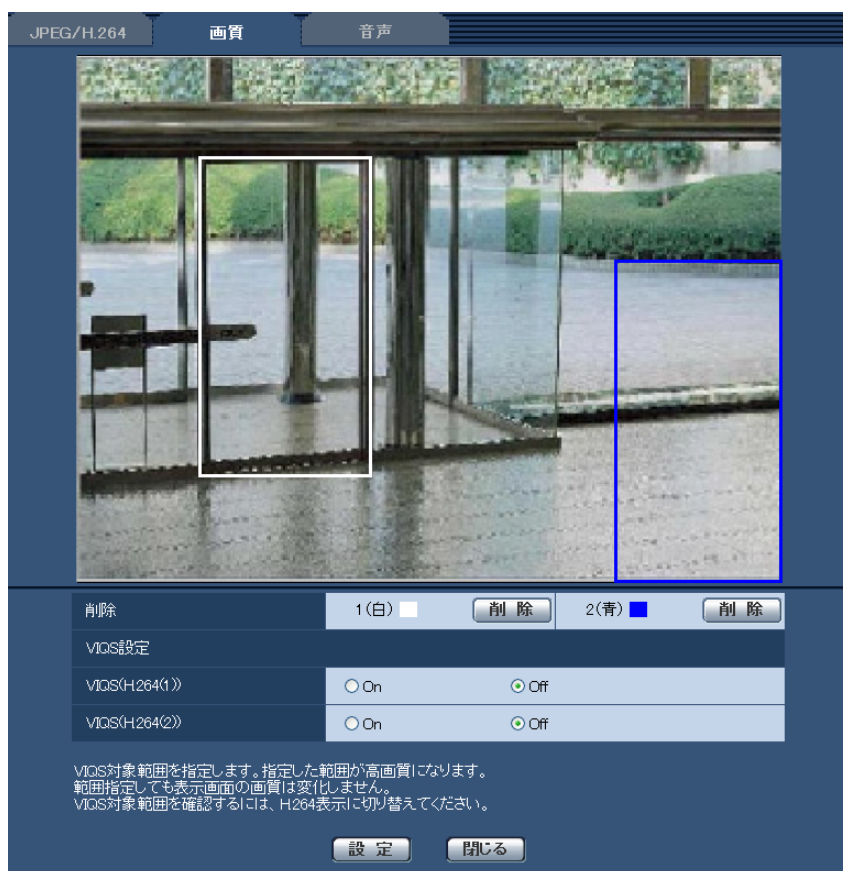 JPEG/H.264 画質 音声
削除 1(白) 削除 2(青) 削除
VIQS設定
VIQS(H.264(1)) On Off
VIQS(H.264(2)) On Off
VIQS対象範囲を指定します。指定した範囲が高画質になります。
範囲指定しても表示画面の画質は変化しません。
VIQS対象範囲を確認するには、H.264表示に切り替えてください。
設定 閉じる